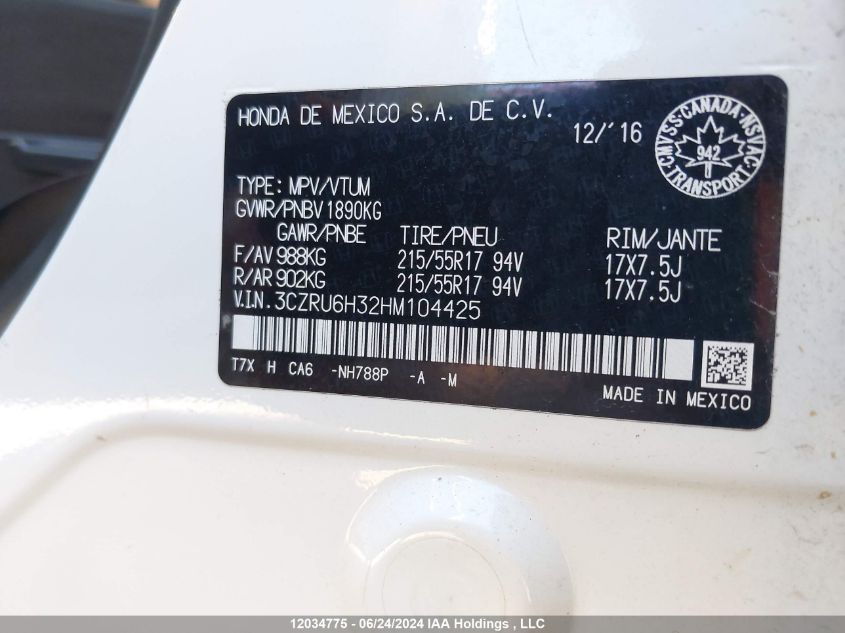 HONDA DE MEXICO S.A. DE C.V.
12/'16
CMVSS·CANADA·NSVAC
942
TRANSPORT
TYPE: MPV/VTUM
GVWR/PNBV 1890KG
GAWR/PNBE TIRE/PNEU RIM/JANTE
F/AV 988KG 215/55R17 94V 17X7.5J
R/AR 902KG 215/55R17 94V 17X7.5J
V.I.N. 3CZRU6H32HM104425
T7X H CA6 -NH788P -A -M
MADE IN MEXICO
12034775 - 06/24/2024 IAA Holdings , LLC